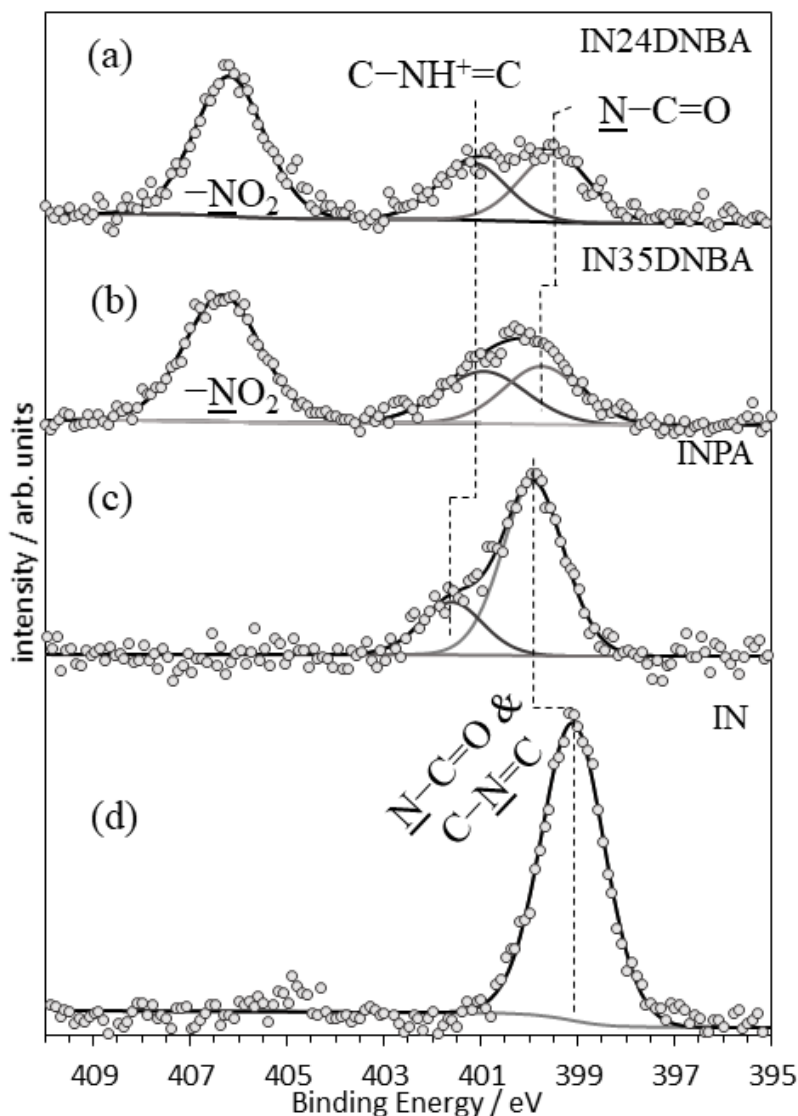 (a)
IN24DNBA
C−NH⁺=C
N−C=O
−NO₂
IN35DNBA
(b)
−NO₂
INPA
(c)
IN
N−C=O &
C−N=C
(d)
intensity / arb. units
409 407 405 403 401 399 397 395
Binding Energy / eV